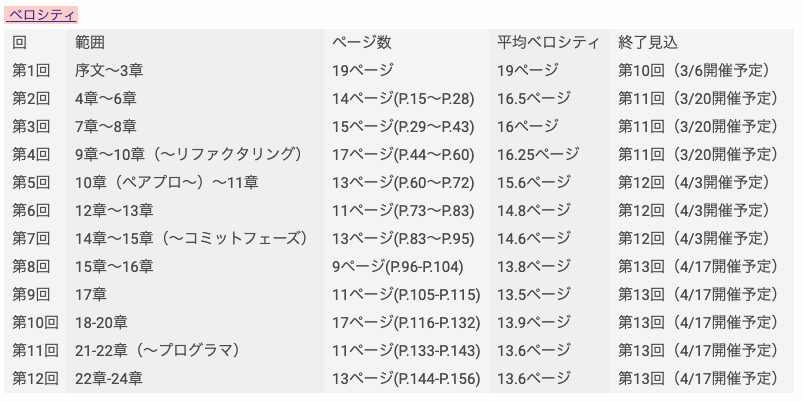 ベロシティ
回 範囲 ページ数 平均ベロシティ 終了見込
第1回 序文〜3章 19ページ 19ページ 第10回（3/6開催予定）
第2回 4章〜6章 14ページ(P.15〜P.28) 16.5ページ 第11回（3/20開催予定）
第3回 7章〜8章 15ページ(P.29〜P.43) 16ページ 第11回（3/20開催予定）
第4回 9章〜10章（〜リファクタリング） 17ページ(P.44〜P.60) 16.25ページ 第11回（3/20開催予定）
第5回 10章（ペアプロ〜）〜11章 13ページ(P.60〜P.72) 15.6ページ 第12回（4/3開催予定）
第6回 12章〜13章 11ページ(P.73〜P.83) 14.8ページ 第12回（4/3開催予定）
第7回 14章〜15章（〜コミットフェーズ） 13ページ(P.83〜P.95) 14.6ページ 第12回（4/3開催予定）
第8回 15章〜16章 9ページ(P.96-P.104) 13.8ページ 第13回（4/17開催予定）
第9回 17章 11ページ(P.105-P.115) 13.5ページ 第13回（4/17開催予定）
第10回 18-20章 17ページ(P.116-P.132) 13.9ページ 第13回（4/17開催予定）
第11回 21-22章（〜プログラマ） 11ページ(P.133-P.143) 13.6ページ 第13回（4/17開催予定）
第12回 22章-24章 13ページ(P.144-P.156) 13.6ページ 第13回（4/17開催予定）